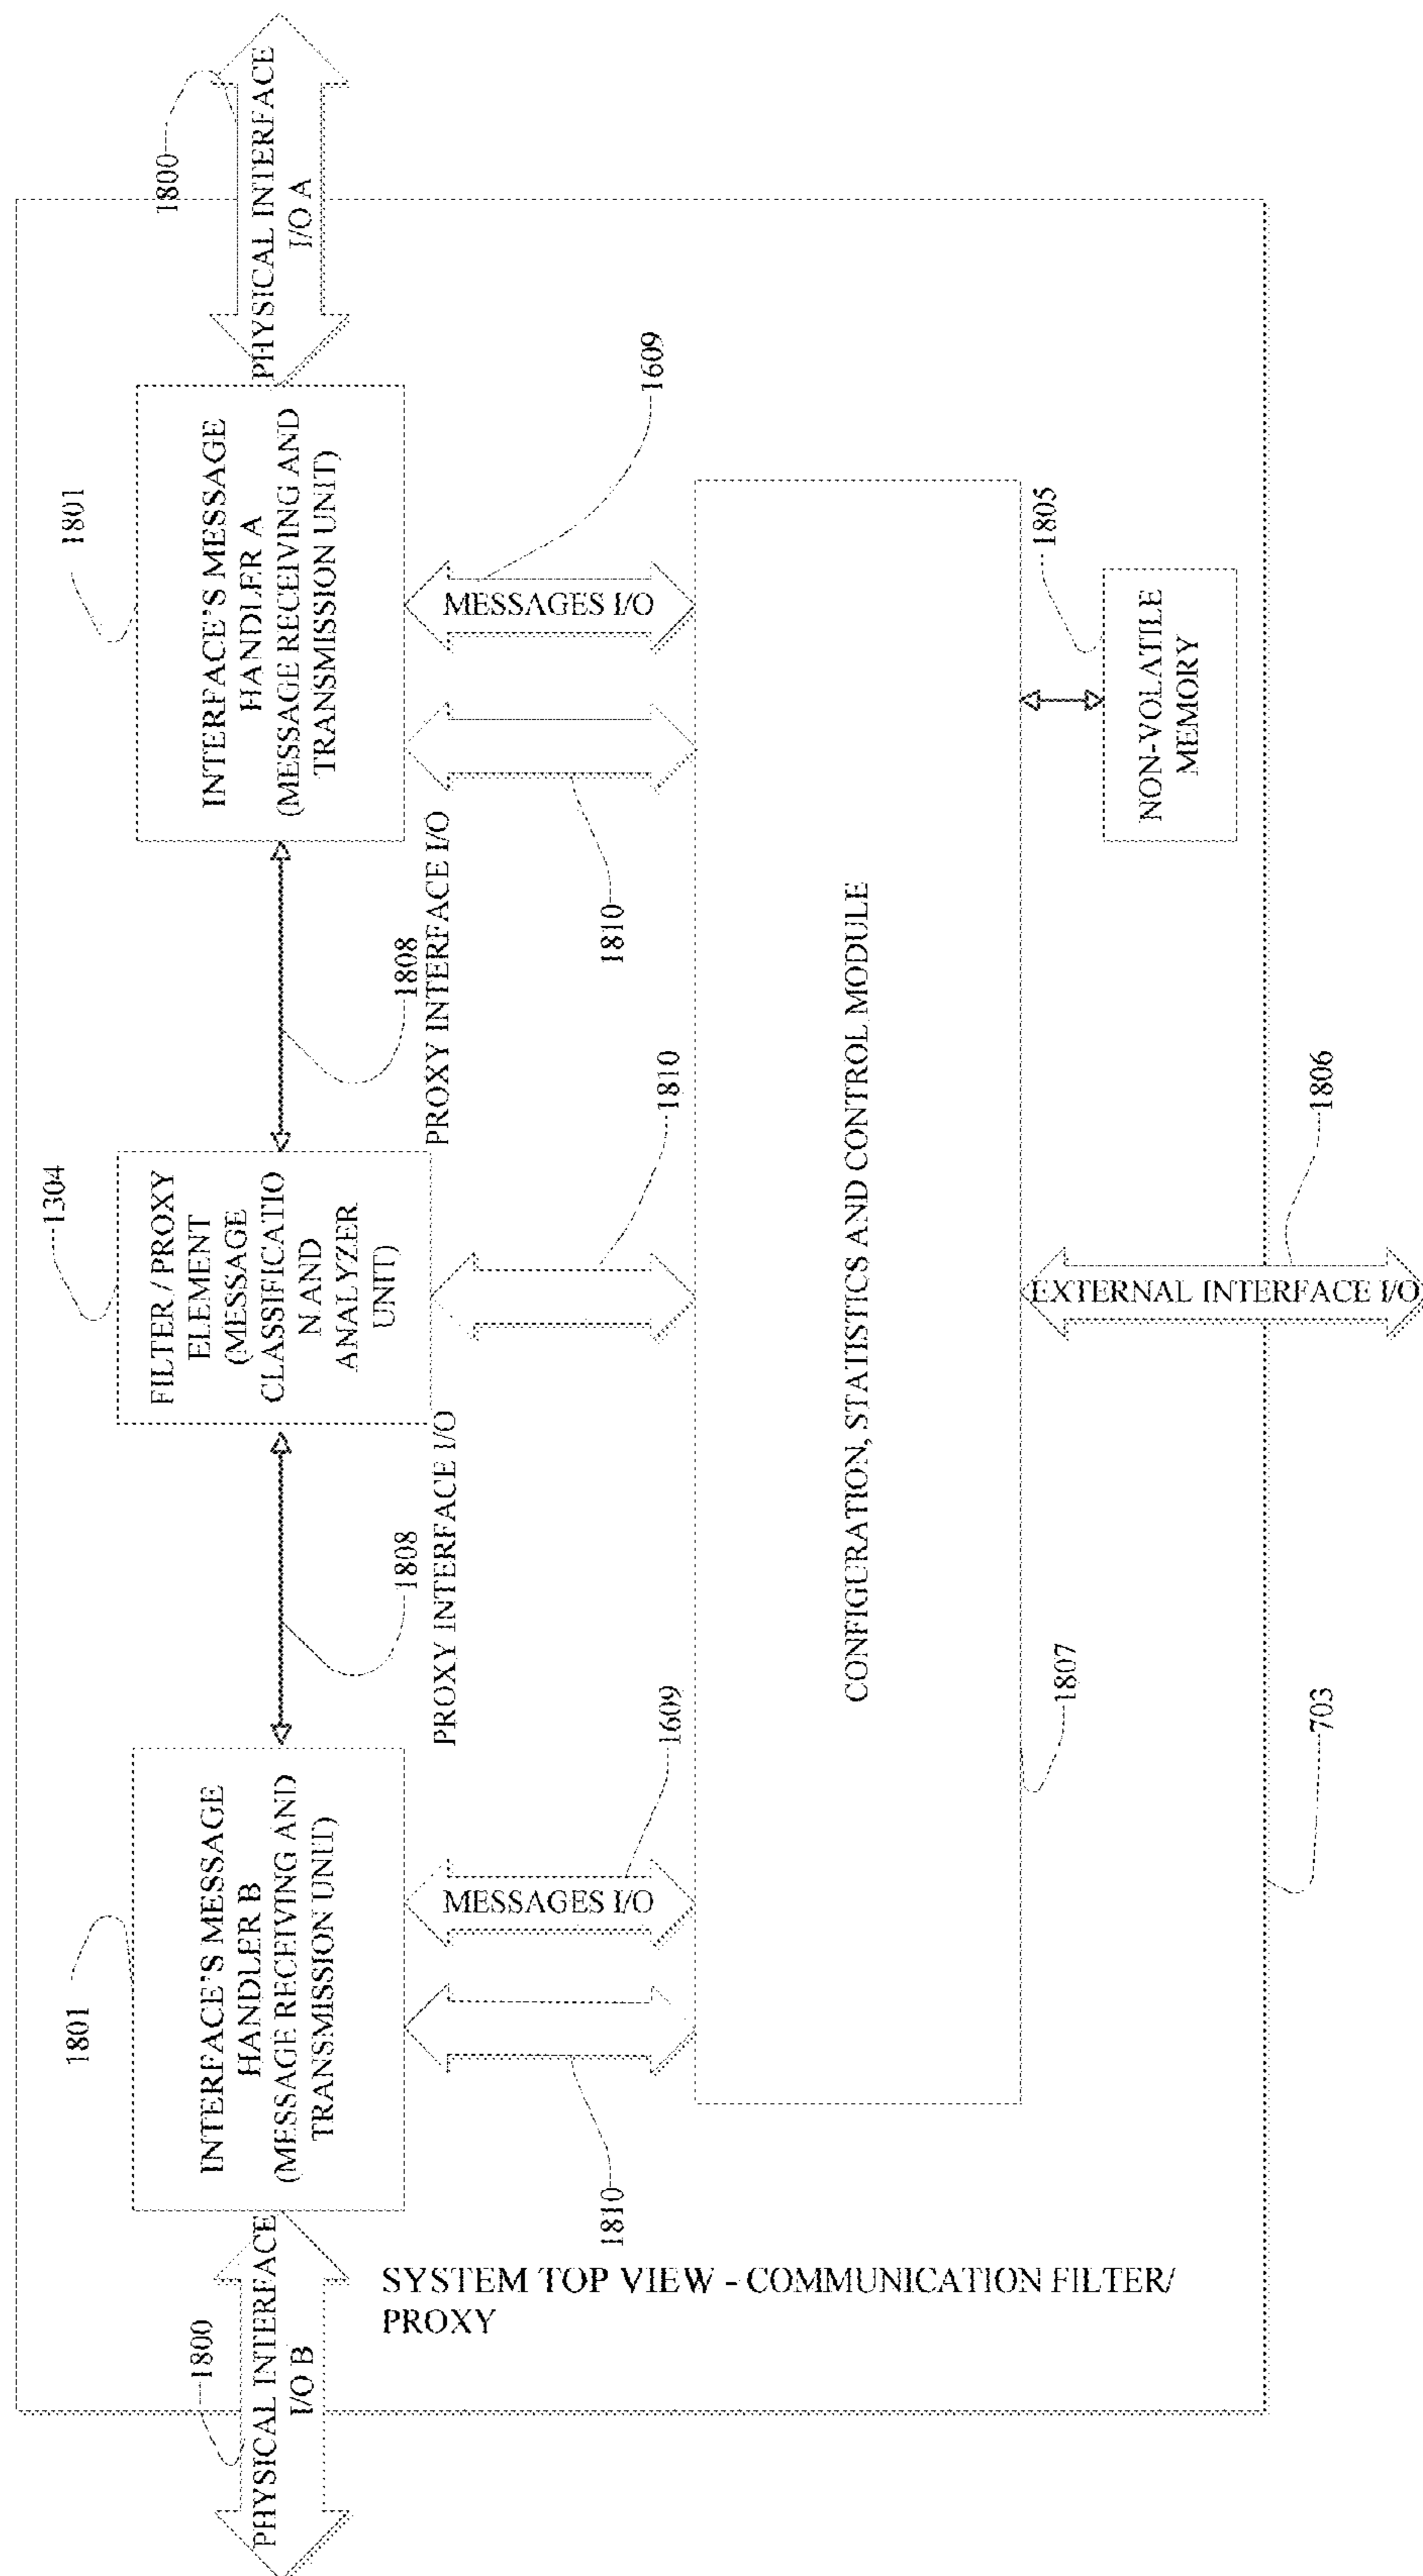 1800
PHYSICAL INTERFACE
I/O B
SYSTEM TOP VIEW - COMMUNICATION FILTER/
PROXY
1801
INTERFACE'S MESSAGE
HANDLER B
(MESSAGE RECEIVING AND
TRANSMISSION UNIT)
1810
MESSAGES I/O
1609
1808
PROXY INTERFACE I/O
1304
FILTER / PROXY
ELEMENT
(MESSAGE
CLASSIFICATIO
N AND
ANALYZER
UNIT)
1810
1808
PROXY INTERFACE I/O
1801
INTERFACE'S MESSAGE
HANDLER A
(MESSAGE RECEIVING AND
TRANSMISSION UNIT)
1810
MESSAGES I/O
1609
1800
PHYSICAL INTERFACE
I/O A
CONFIGURATION, STATISTICS AND CONTROL MODULE
1807
703
EXTERNAL INTERFACE I/O
1806
1805
NON-VOLATILE
MEMORY